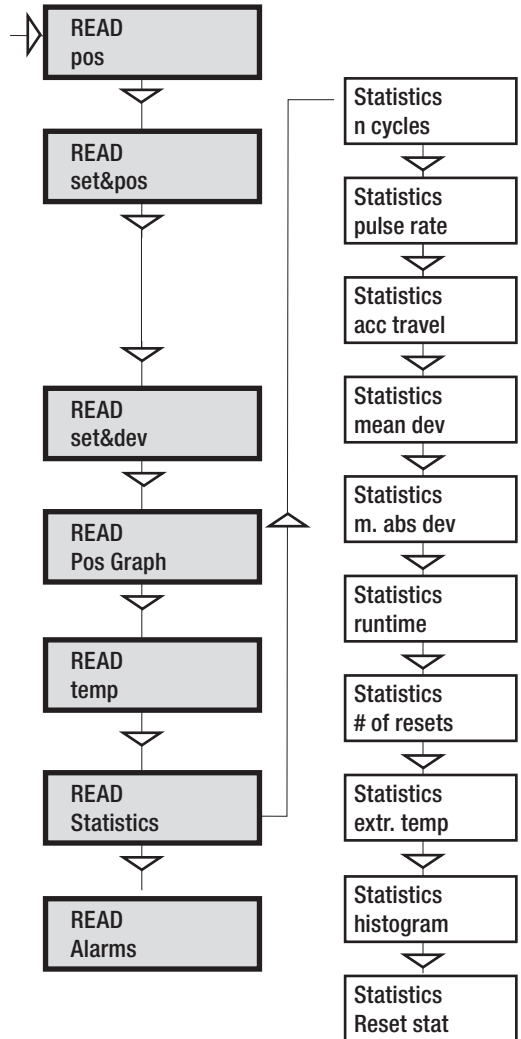 READ
pos
READ
set&pos
READ
set&dev
READ
Pos Graph
READ
temp
READ
Statistics
READ
Alarms
Statistics
n cycles
Statistics
pulse rate
Statistics
acc travel
Statistics
mean dev
Statistics
m. abs dev
Statistics
runtime
Statistics
# of resets
Statistics
extr. temp
Statistics
histogram
Statistics
Reset stat